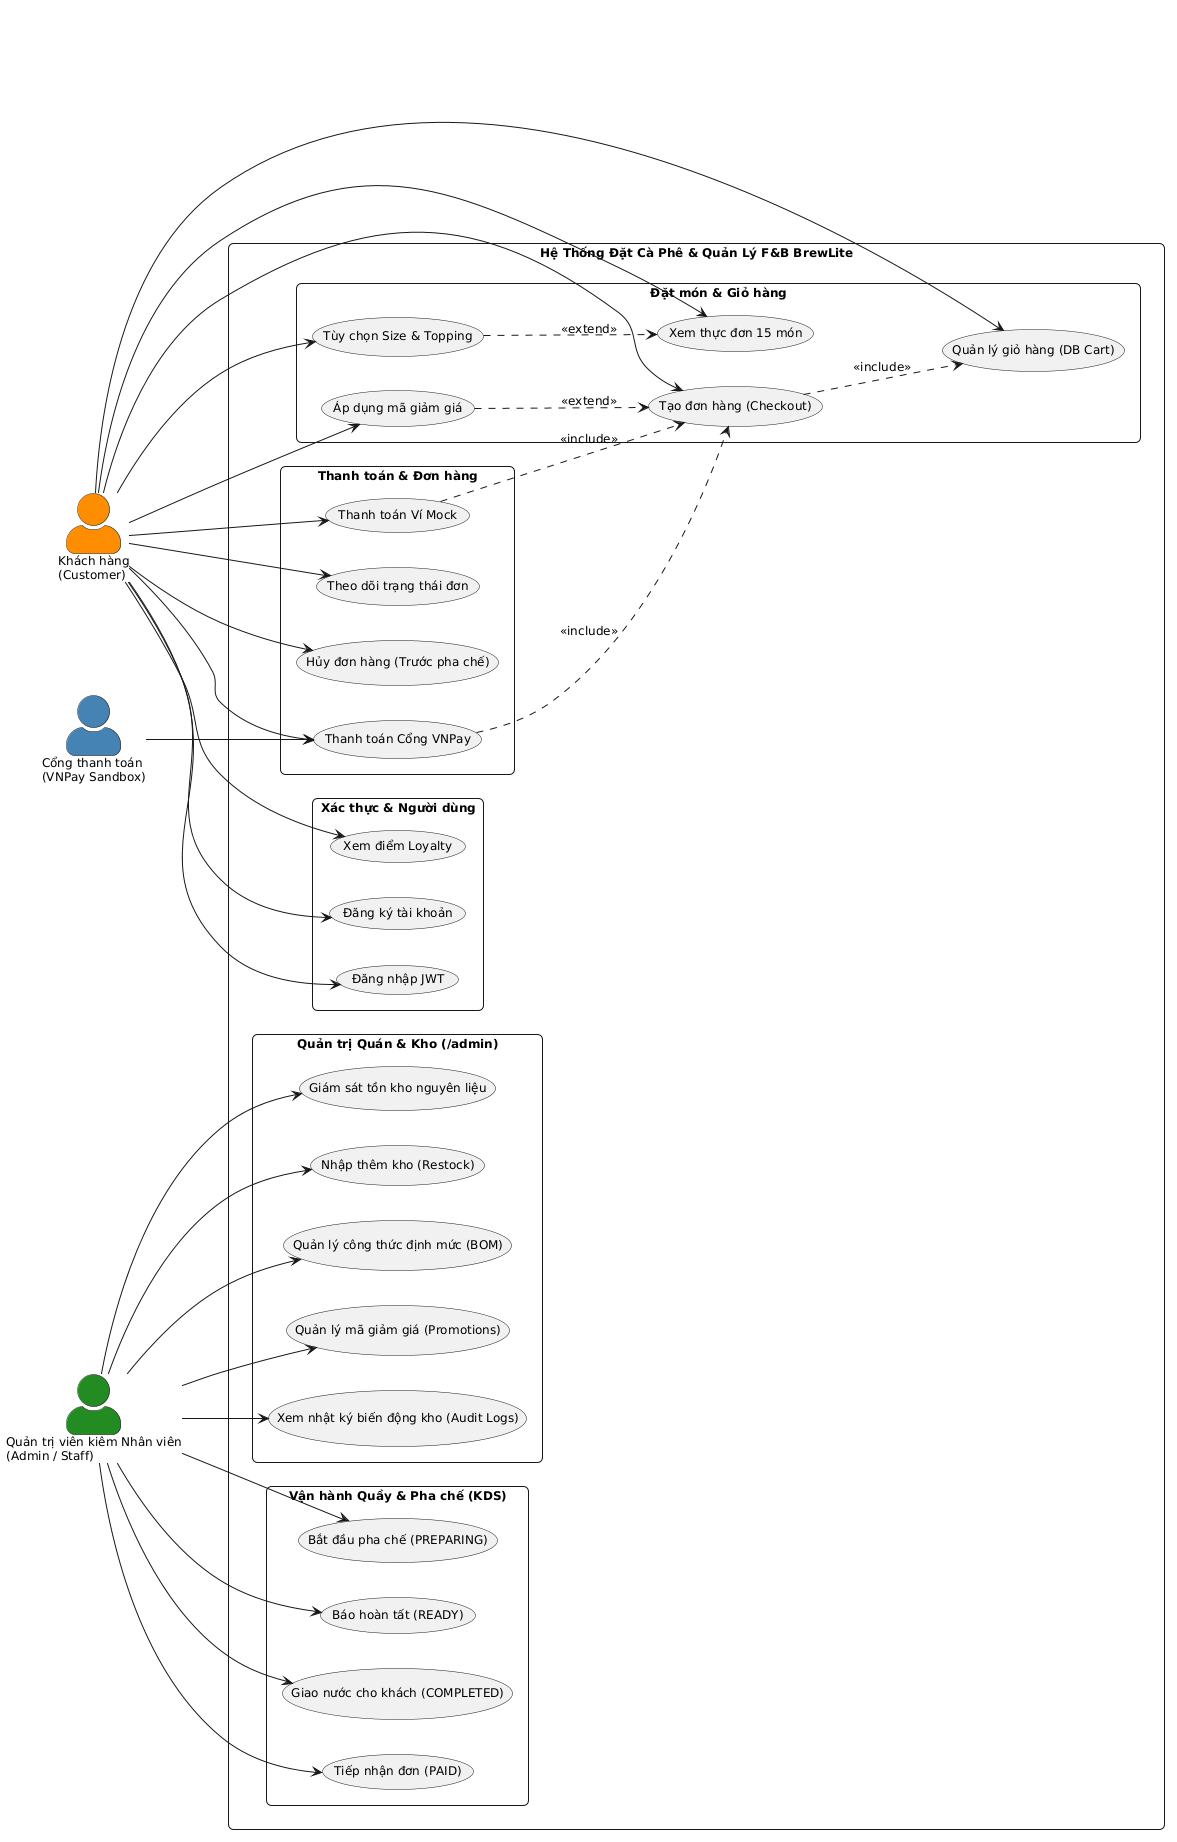 Hệ Thống Đặt Cà Phê & Quản Lý F&B BrewLite
Đặt món & Giỏ hàng
Tùy chọn Size & Topping
«extend»
Xem thực đơn 15 món
Quản lý giỏ hàng (DB Cart)
«include»
Áp dụng mã giảm giá
«extend»
Tạo đơn hàng (Checkout)
«include»
Thanh toán & Đơn hàng
Thanh toán Ví Mock
Theo dõi trạng thái đơn
Hủy đơn hàng (Trước pha chế)
Thanh toán Cổng VNPay
«include»
Khách hàng
(Customer)
Cổng thanh toán
(VNPay Sandbox)
Xác thực & Người dùng
Xem điểm Loyalty
Đăng ký tài khoản
Đăng nhập JWT
Quản trị Quán & Kho (/admin)
Giám sát tồn kho nguyên liệu
Nhập thêm kho (Restock)
Quản lý công thức định mức (BOM)
Quản lý mã giảm giá (Promotions)
Xem nhật ký biến động kho (Audit Logs)
Quản trị viên kiêm Nhân viên
(Admin / Staff)
Vận hành Quầy & Pha chế (KDS)
Bắt đầu pha chế (PREPARING)
Báo hoàn tất (READY)
Giao nước cho khách (COMPLETED)
Tiếp nhận đơn (PAID)